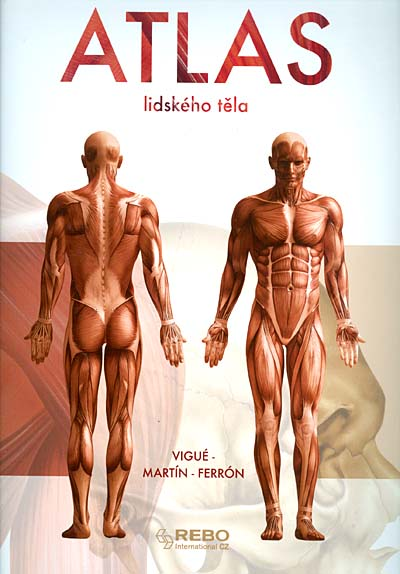 ATLAS
lidského těla
VIGUÉ -
MARTÍN - FERRÓN
REBO
International CZ